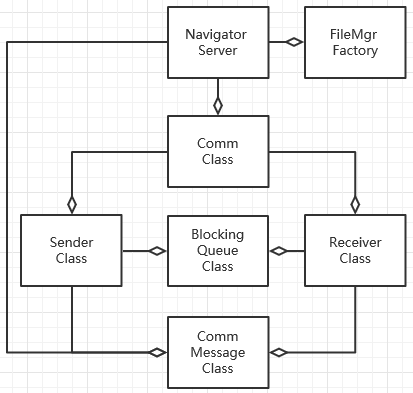 Navigator
Server
FileMgr
Factory
Comm
Class
Sender
Class
Blocking
Queue
Class
Receiver
Class
Comm
Message
Class